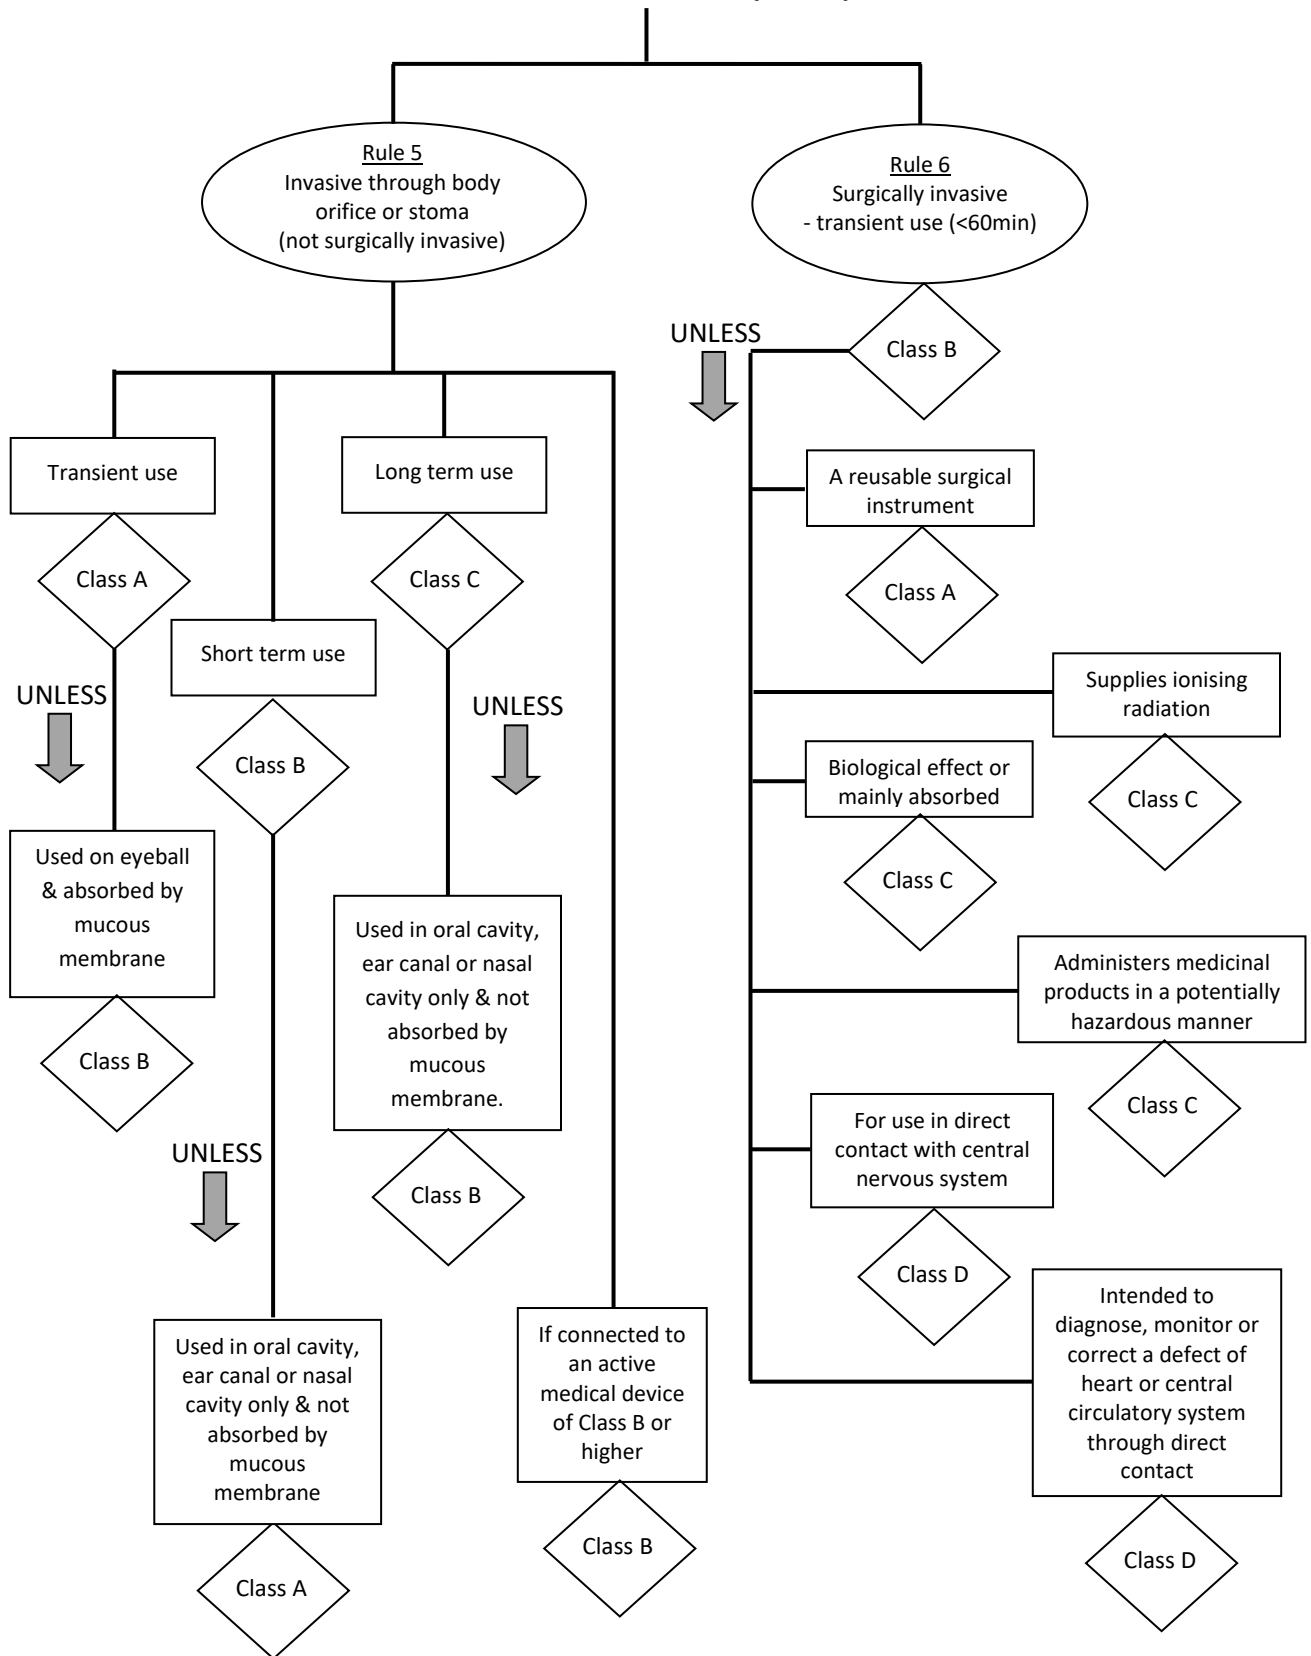 Rule 5
Invasive through body
orifice or stoma
(not surgically invasive)
Rule 6
Surgically invasive
- transient use (<60min)
UNLESS
Class B
Transient use
Long term use
A reusable surgical
instrument
Class A
Class C
Class A
Short term use
UNLESS
UNLESS
Supplies ionising
radiation
Class B
Biological effect or
mainly absorbed
Class C
Used on eyeball
& absorbed by
mucous
membrane
Class C
Used in oral cavity,
ear canal or nasal
cavity only & not
absorbed by
mucous
membrane.
Administers medicinal
products in a potentially
hazardous manner
Class B
Class C
For use in direct
contact with central
nervous system
UNLESS
Class B
Class D
Intended to
diagnose, monitor or
correct a defect of
heart or central
circulatory system
through direct
contact
Used in oral cavity,
ear canal or nasal
cavity only & not
absorbed by
mucous
membrane
If connected to
an active
medical device
of Class B or
higher
Class B
Class D
Class A